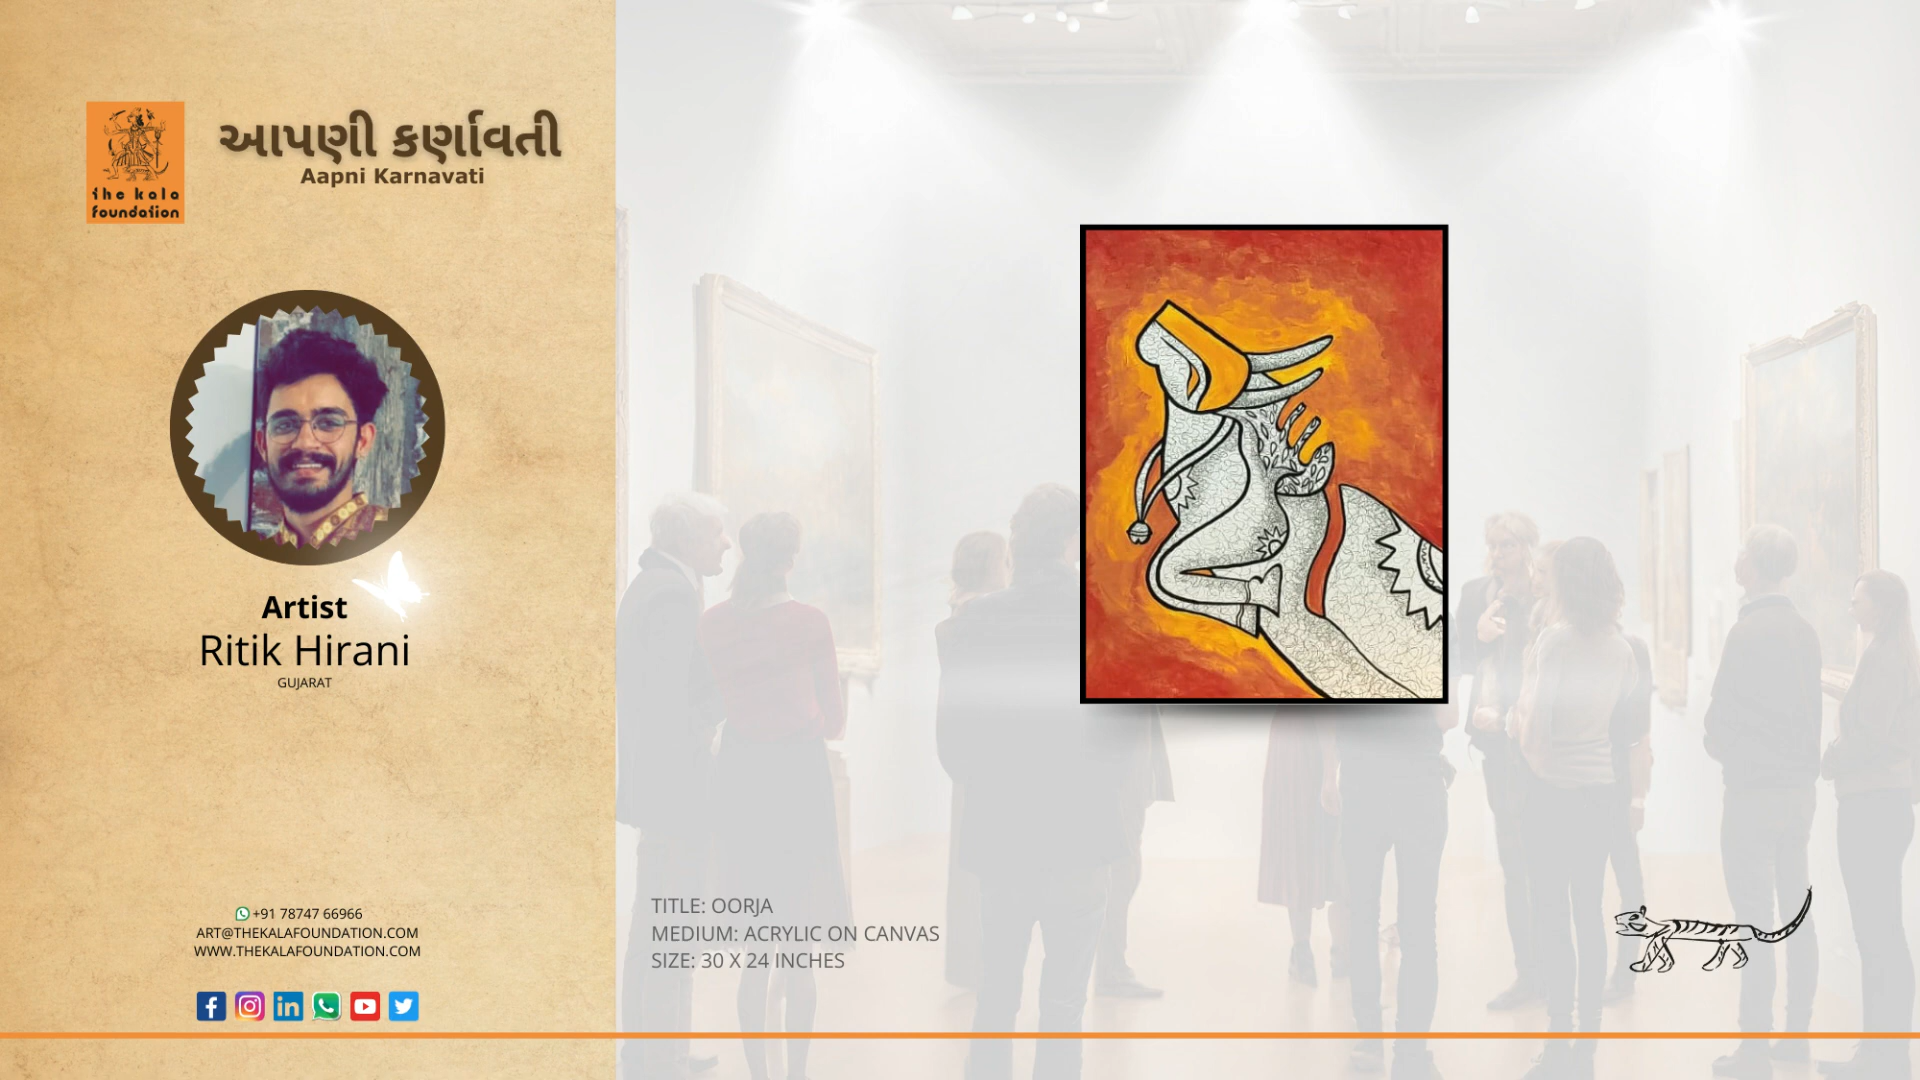 the kala
foundation
આપણી કર્ણાવતી
Aapni Karnavati
Artist
Ritik Hirani
GUJARAT
+91 78747 66966
ART@THEKALAFOUNDATION.COM
WWW.THEKALAFOUNDATION.COM
TITLE: OORJA
MEDIUM: ACRYLIC ON CANVAS
SIZE: 30 X 24 INCHES